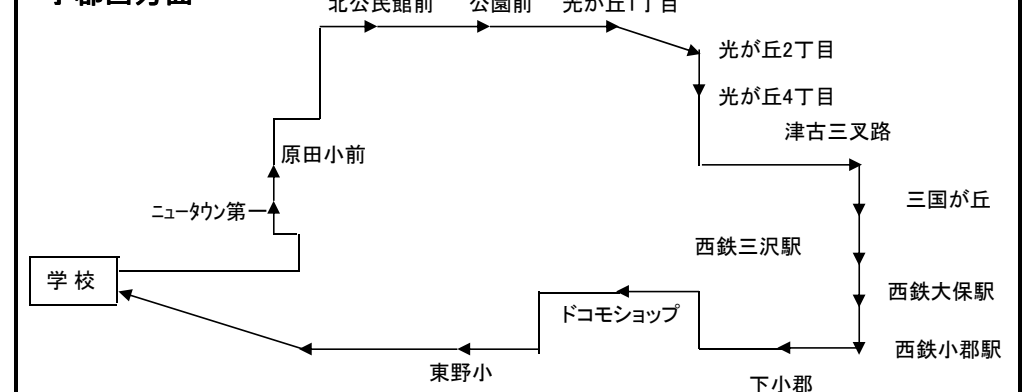 北公民館前
公園前
光が丘1丁目
光が丘2丁目
光が丘4丁目
津古三叉路
原田小前
三国が丘
ニュータウン第一
西鉄三沢駅
学校
西鉄大保駅
ドコモショップ
西鉄小郡駅
東野小
下小郡